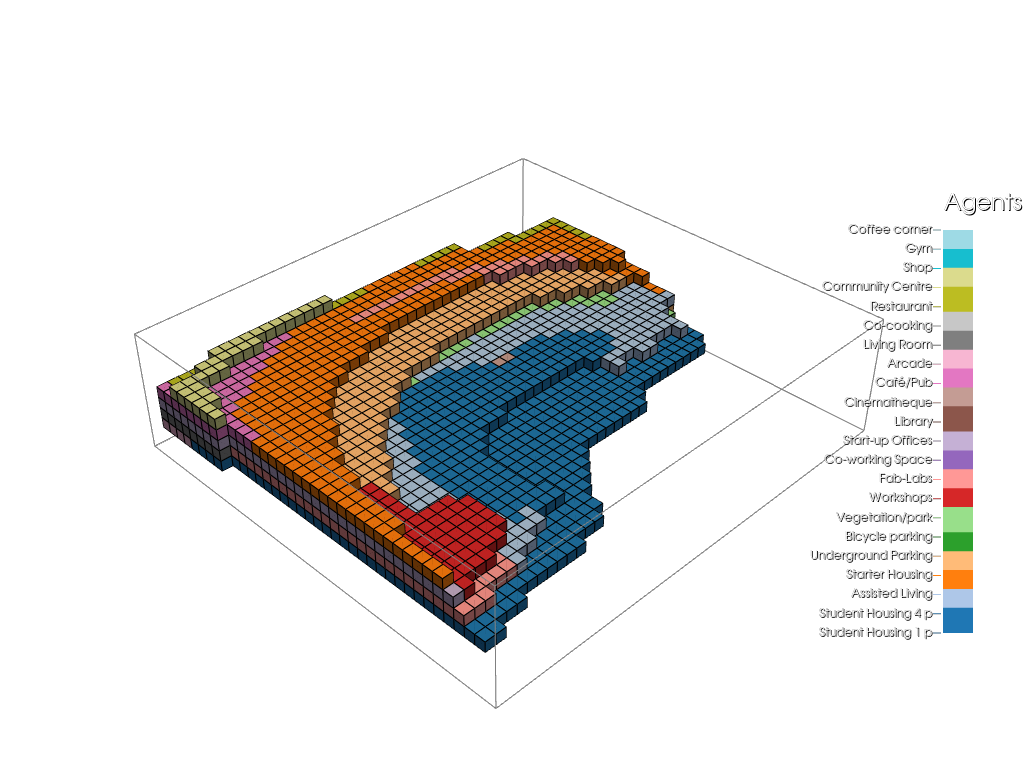 Agents
Coffee corner
Gym
Shop
Community Centre
Restaurant
Co-cooking
Living Room
Arcade
Café/Pub
Cinematheque
Library
Start-up Offices
Co-working Space
Fab-Labs
Workshops
Vegetation/park
Bicycle parking
Underground Parking
Starter Housing
Assisted Living
Student Housing 4 p
Student Housing 1 p